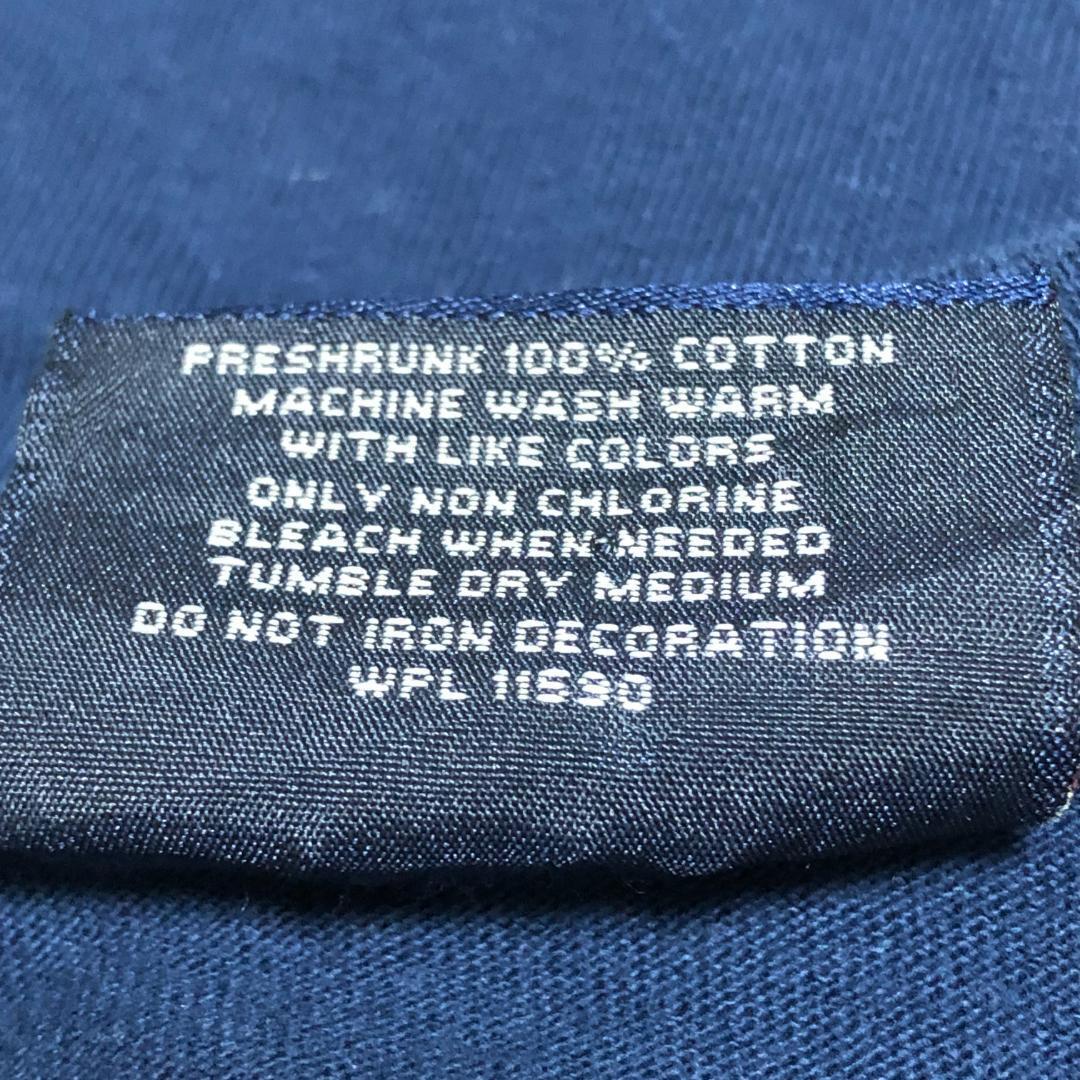 PRESHRUNK 100% COTTON
MACHINE WASH WARM
WITH LIKE COLORS
ONLY NON CHLORINE
BLEACH WHEN NEEDED
TUMBLE DRY MEDIUM
DO NOT IRON DECORATION
WPL 11690